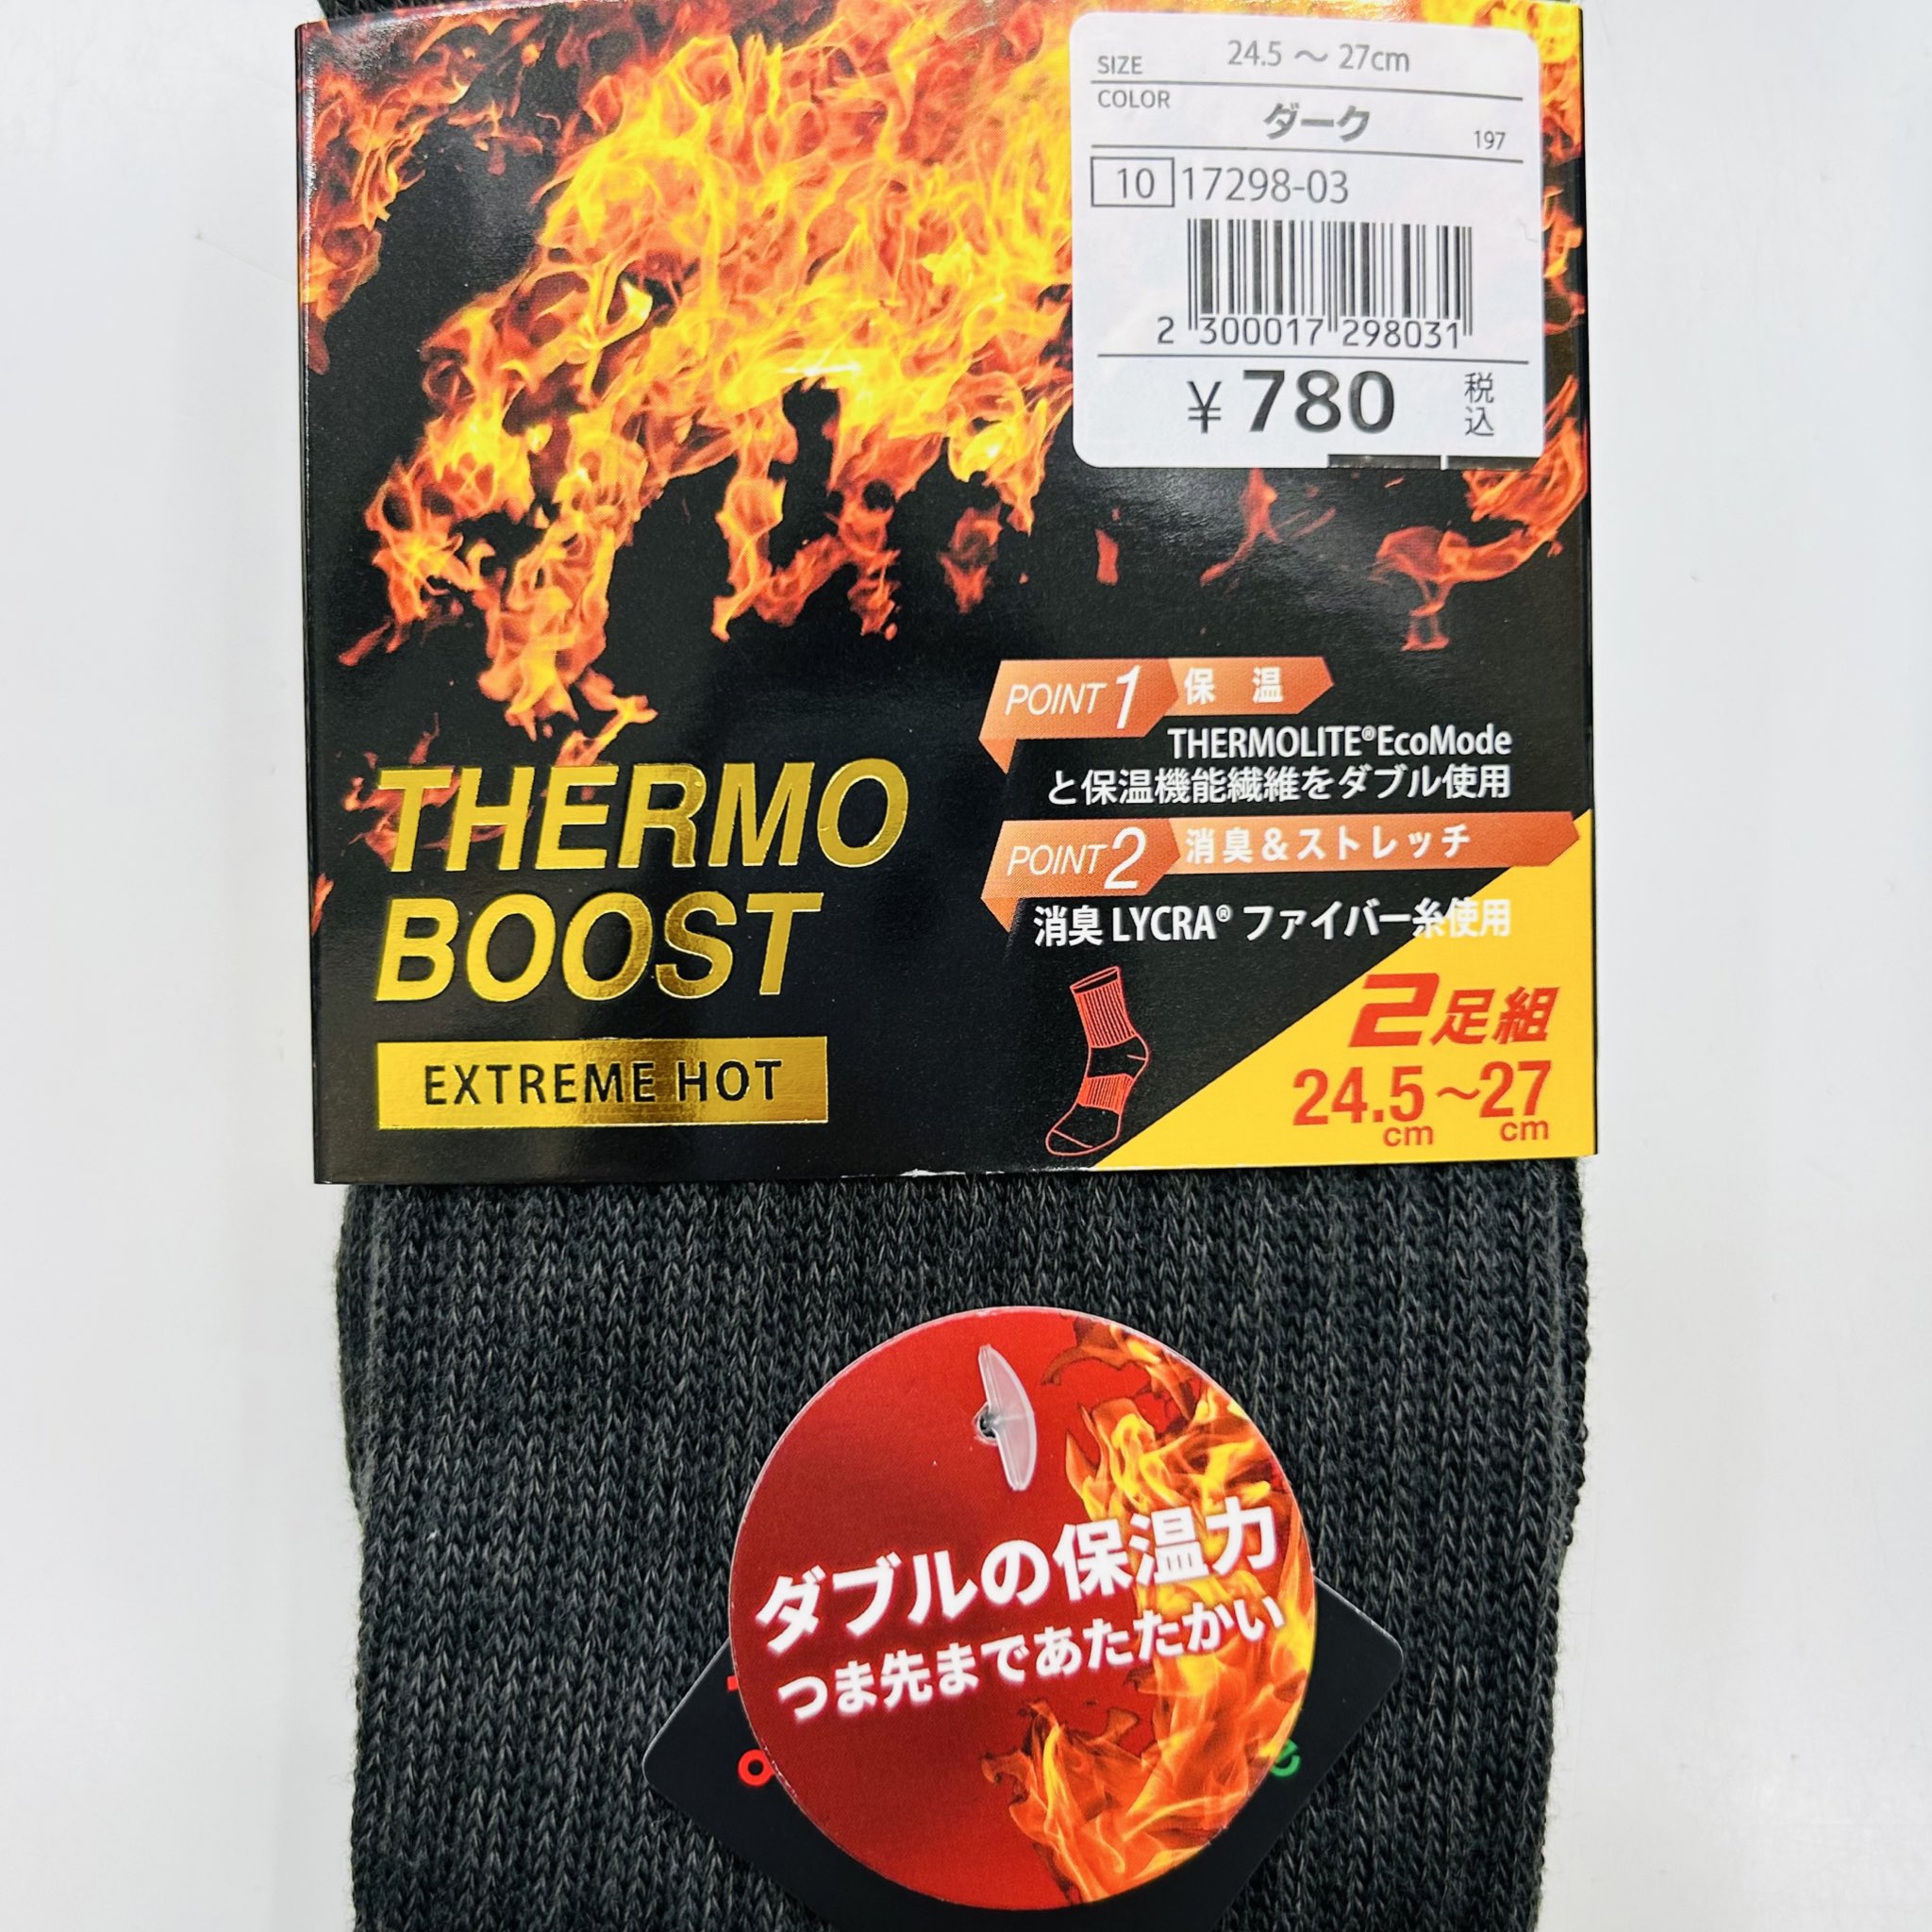 SIZE 24.5 ～ 27cm
COLOR ダーク 197
10 17298-03
2 300017 298031
￥780 税込
POINT 1 保温
THERMOLITE®EcoMode
と保温機能繊維をダブル使用
POINT 2 消臭&ストレッチ
消臭 LYCRA® ファイバー糸使用
THERMO
BOOST
EXTREME HOT
2足組
24.5cm～27cm
ダブルの保温力
つま先まであたたかい